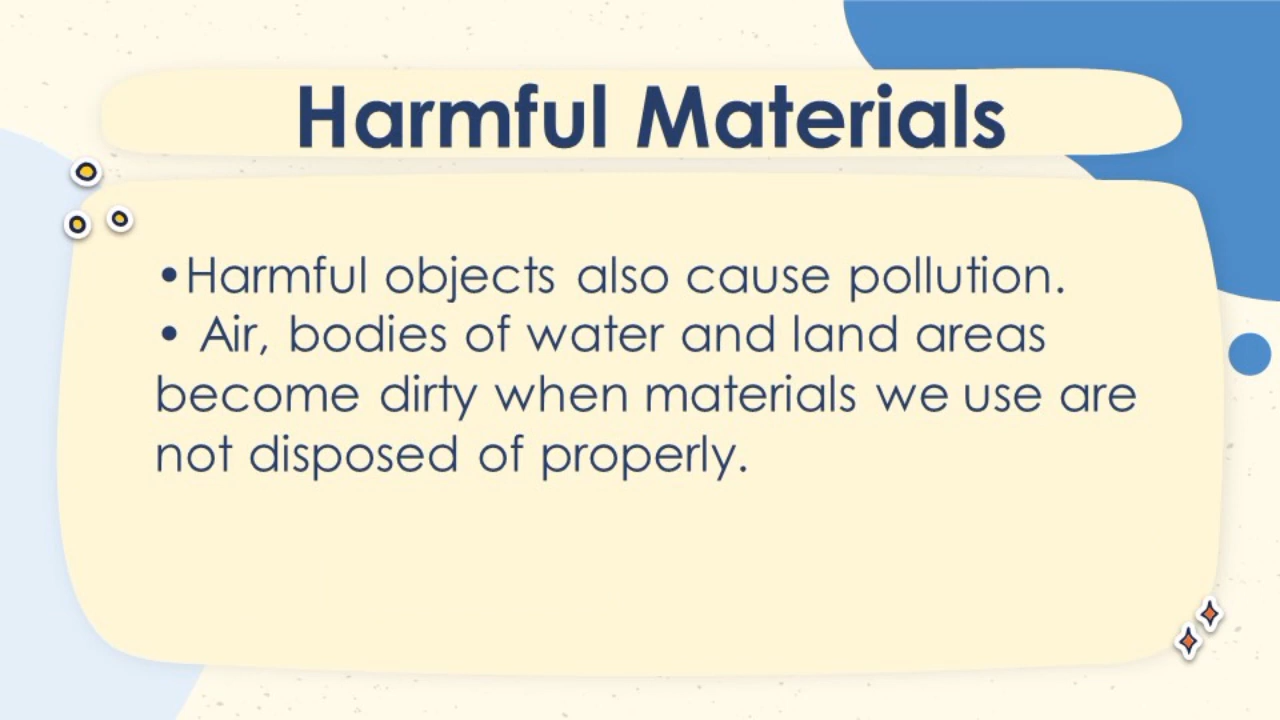 Harmful Materials
•Harmful objects also cause pollution.
• Air, bodies of water and land areas
become dirty when materials we use are
not disposed of properly.